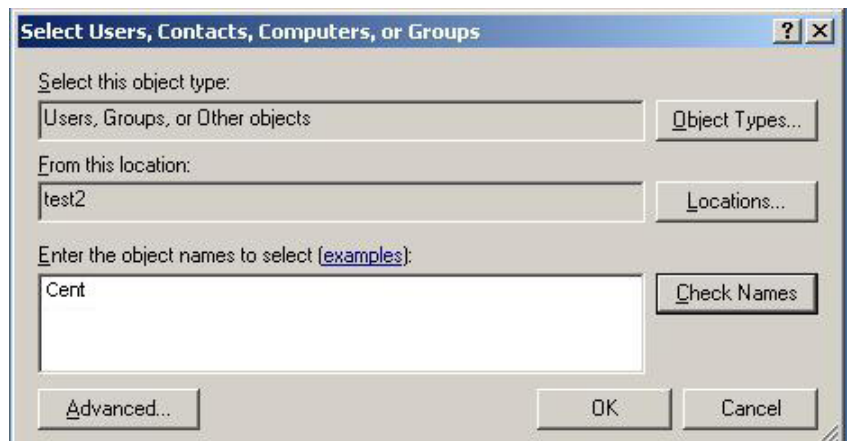 Select Users, Contacts, Computers, or Groups ? X
Select this object type:
Users, Groups, or Other objects Object Types...
From this location:
test2 Locations...
Enter the object names to select (examples):
Cent Check Names
Advanced... OK Cancel